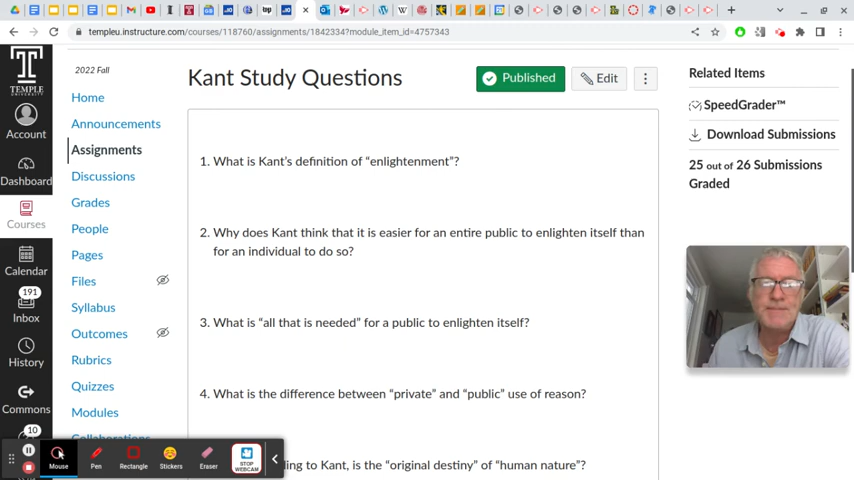 templeu.instructure.com/courses/118760/assignments/1842334?module_item_id=4757343
TEMPLE
UNIVERSITY
Account
Dashboard
Courses
Calendar
191
Inbox
History
Commons
10
2022 Fall
Home
Announcements
Assignments
Discussions
Grades
People
Pages
Files
Syllabus
Outcomes
Rubrics
Quizzes
Modules
Collaborations
Kant Study Questions
Published
Edit
1. What is Kant's definition of "enlightenment"?
2. Why does Kant think that it is easier for an entire public to enlighten itself than
for an individual to do so?
3. What is "all that is needed" for a public to enlighten itself?
4. What is the difference between "private" and "public" use of reason?
ding to Kant, is the "original destiny" of "human nature"?
Related Items
SpeedGrader™
Download Submissions
25 out of 26 Submissions
Graded
Mouse
Pen
Rectangle
Stickers
Eraser
STOP
WEBCAM